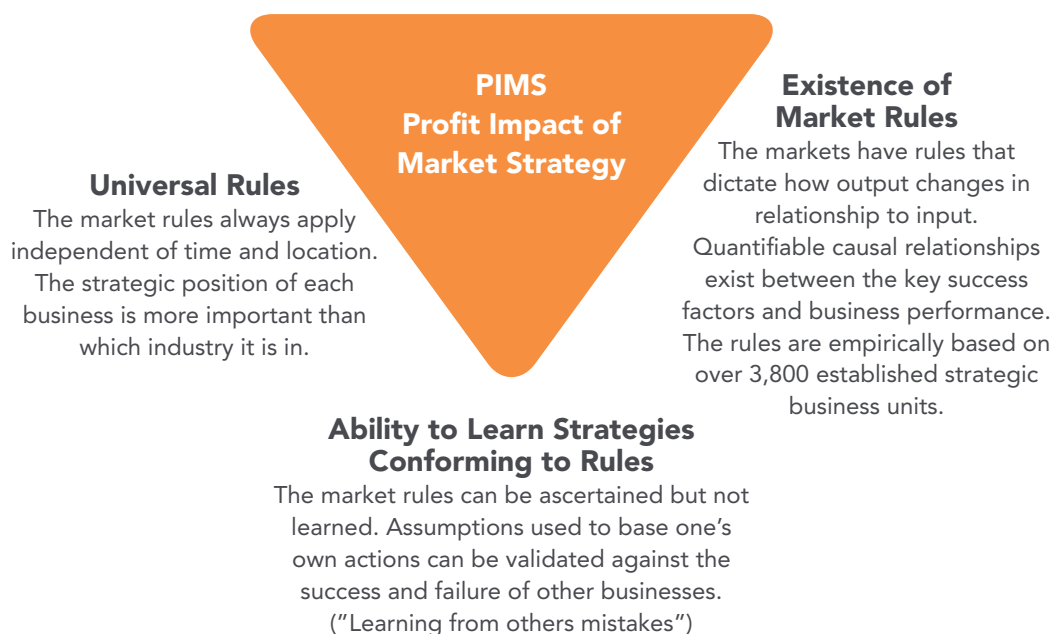 PIMS
Profit Impact of
Market Strategy
Universal Rules
The market rules always apply
independent of time and location.
The strategic position of each
business is more important than
which industry it is in.
Existence of
Market Rules
The markets have rules that
dictate how output changes in
relationship to input.
Quantifiable causal relationships
exist between the key success
factors and business performance.
The rules are empirically based on
over 3,800 established strategic
business units.
Ability to Learn Strategies
Conforming to Rules
The market rules can be ascertained but not
learned. Assumptions used to base one’s
own actions can be validated against the
success and failure of other businesses.
(”Learning from others mistakes”)